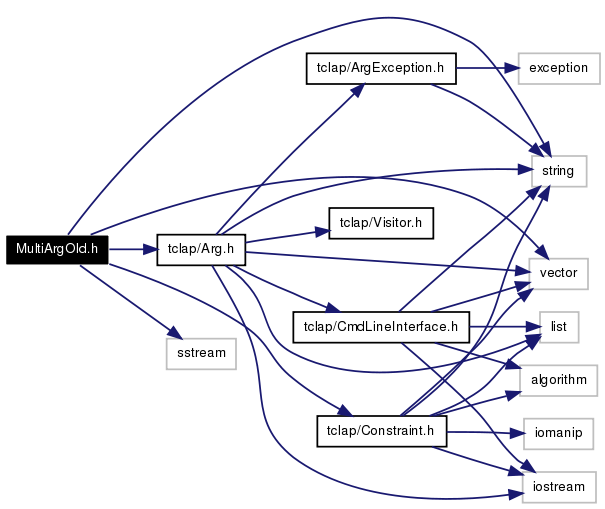 tclap/ArgException.h
exception
string
tclap/Visitor.h
MultiArgOld.h
tclap/Arg.h
vector
tclap/CmdLineInterface.h
list
sstream
algorithm
tclap/Constraint.h
iomanip
iostream